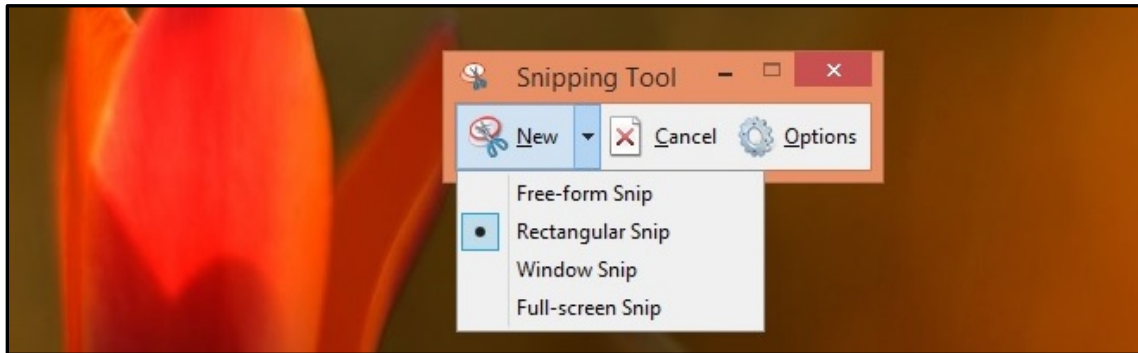 Snipping Tool
New Cancel Options
Free-form Snip
Rectangular Snip
Window Snip
Full-screen Snip